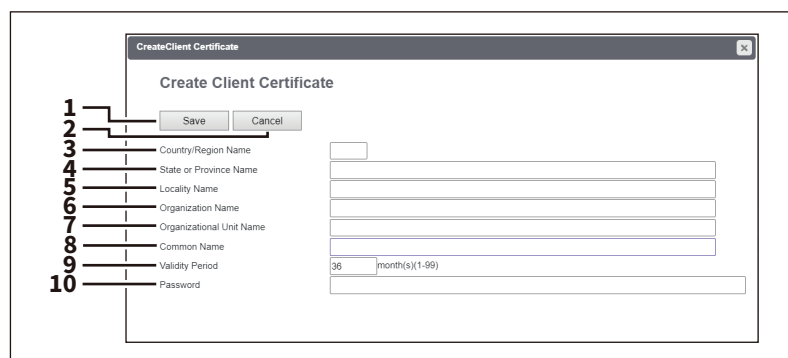 CreateClient Certificate
×
Create Client Certificate
1
Save Cancel
2
3 Country/Region Name
4 State or Province Name
5 Locality Name
6 Organization Name
7 Organizational Unit Name
8 Common Name
9 Validity Period 36 month(s)(1-99)
10 Password